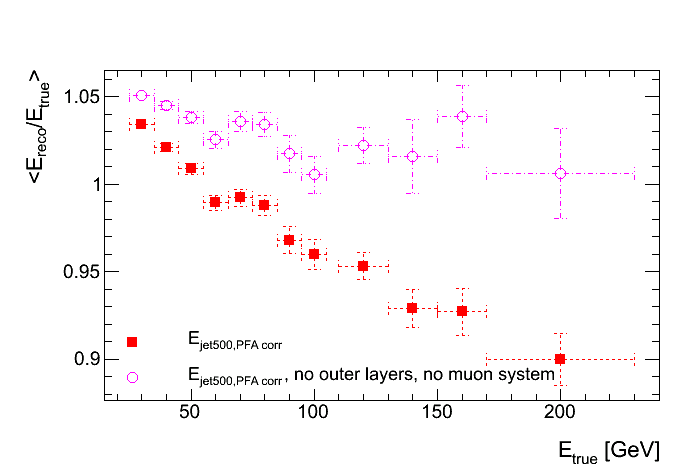 <E_reco/E_true>
1.05
1
0.95
0.9
E_jet500,PFA corr
E_jet500,PFA corr, no outer layers, no muon system
50 100 150 200
E_true [GeV]